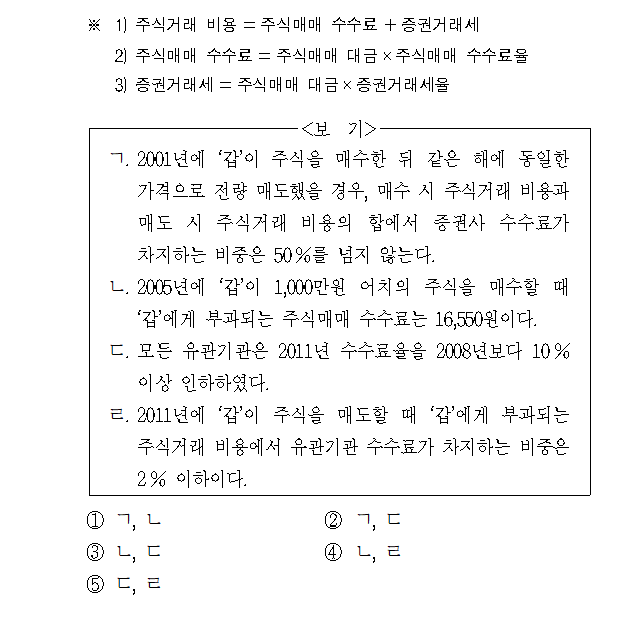 ※ 1) 주식거래 비용 = 주식매매 수수료 + 증권거래세
2) 주식매매 수수료 = 주식매매 대금 × 주식매매 수수료율
3) 증권거래세 = 주식매매 대금 × 증권거래세율
<보 기>
ㄱ. 2001년에 ‘갑’이 주식을 매수한 뒤 같은 해에 동일한
가격으로 전량 매도했을 경우, 매수 시 주식거래 비용과
매도 시 주식거래 비용의 합에서 증권사 수수료가
차지하는 비중은 50%를 넘지 않는다.
ㄴ. 2005년에 ‘갑’이 1,000만원 어치의 주식을 매수할 때
‘갑’에게 부과되는 주식매매 수수료는 16,550원이다.
ㄷ. 모든 유관기관은 2011년 수수료율을 2008년보다 10%
이상 인하하였다.
ㄹ. 2011년에 ‘갑’이 주식을 매도할 때 ‘갑’에게 부과되는
주식거래 비용에서 유관기관 수수료가 차지하는 비중은
2% 이하이다.
① ㄱ, ㄴ ② ㄱ, ㄷ
③ ㄴ, ㄷ ④ ㄴ, ㄹ
⑤ ㄷ, ㄹ